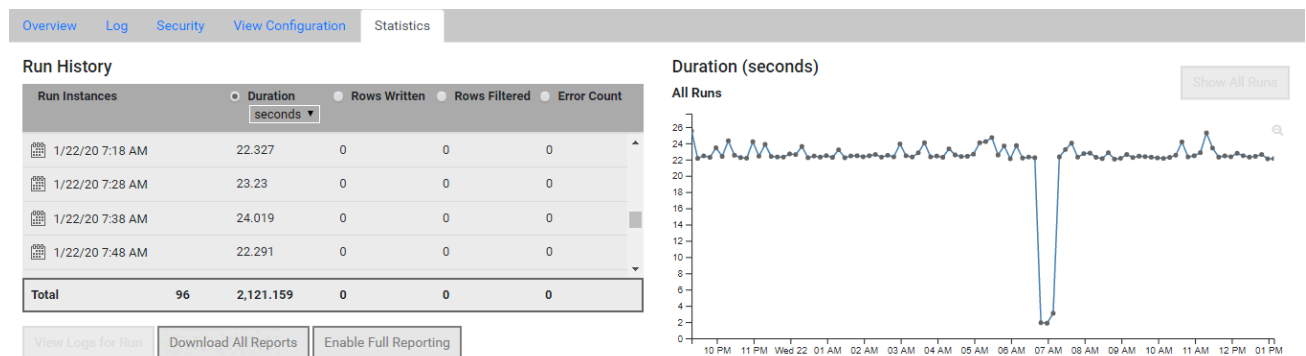 Overview Log Security View Configuration Statistics
Run History
Run Instances Duration Rows Written Rows Filtered Error Count
seconds
1/22/20 7:18 AM 22.327 0 0 0
1/22/20 7:28 AM 23.23 0 0 0
1/22/20 7:38 AM 24.019 0 0 0
1/22/20 7:48 AM 22.291 0 0 0
Total 96 2,121.159 0 0 0
View Logs for Run Download All Reports Enable Full Reporting
Duration (seconds)
Show All Runs
All Runs
26
24
22
20
18
16
14
12
10
8
6
4
2
0
10 PM 11 PM Wed 22 01 AM 02 AM 03 AM 04 AM 05 AM 06 AM 07 AM 08 AM 09 AM 10 AM 11 AM 12 PM 01 PM